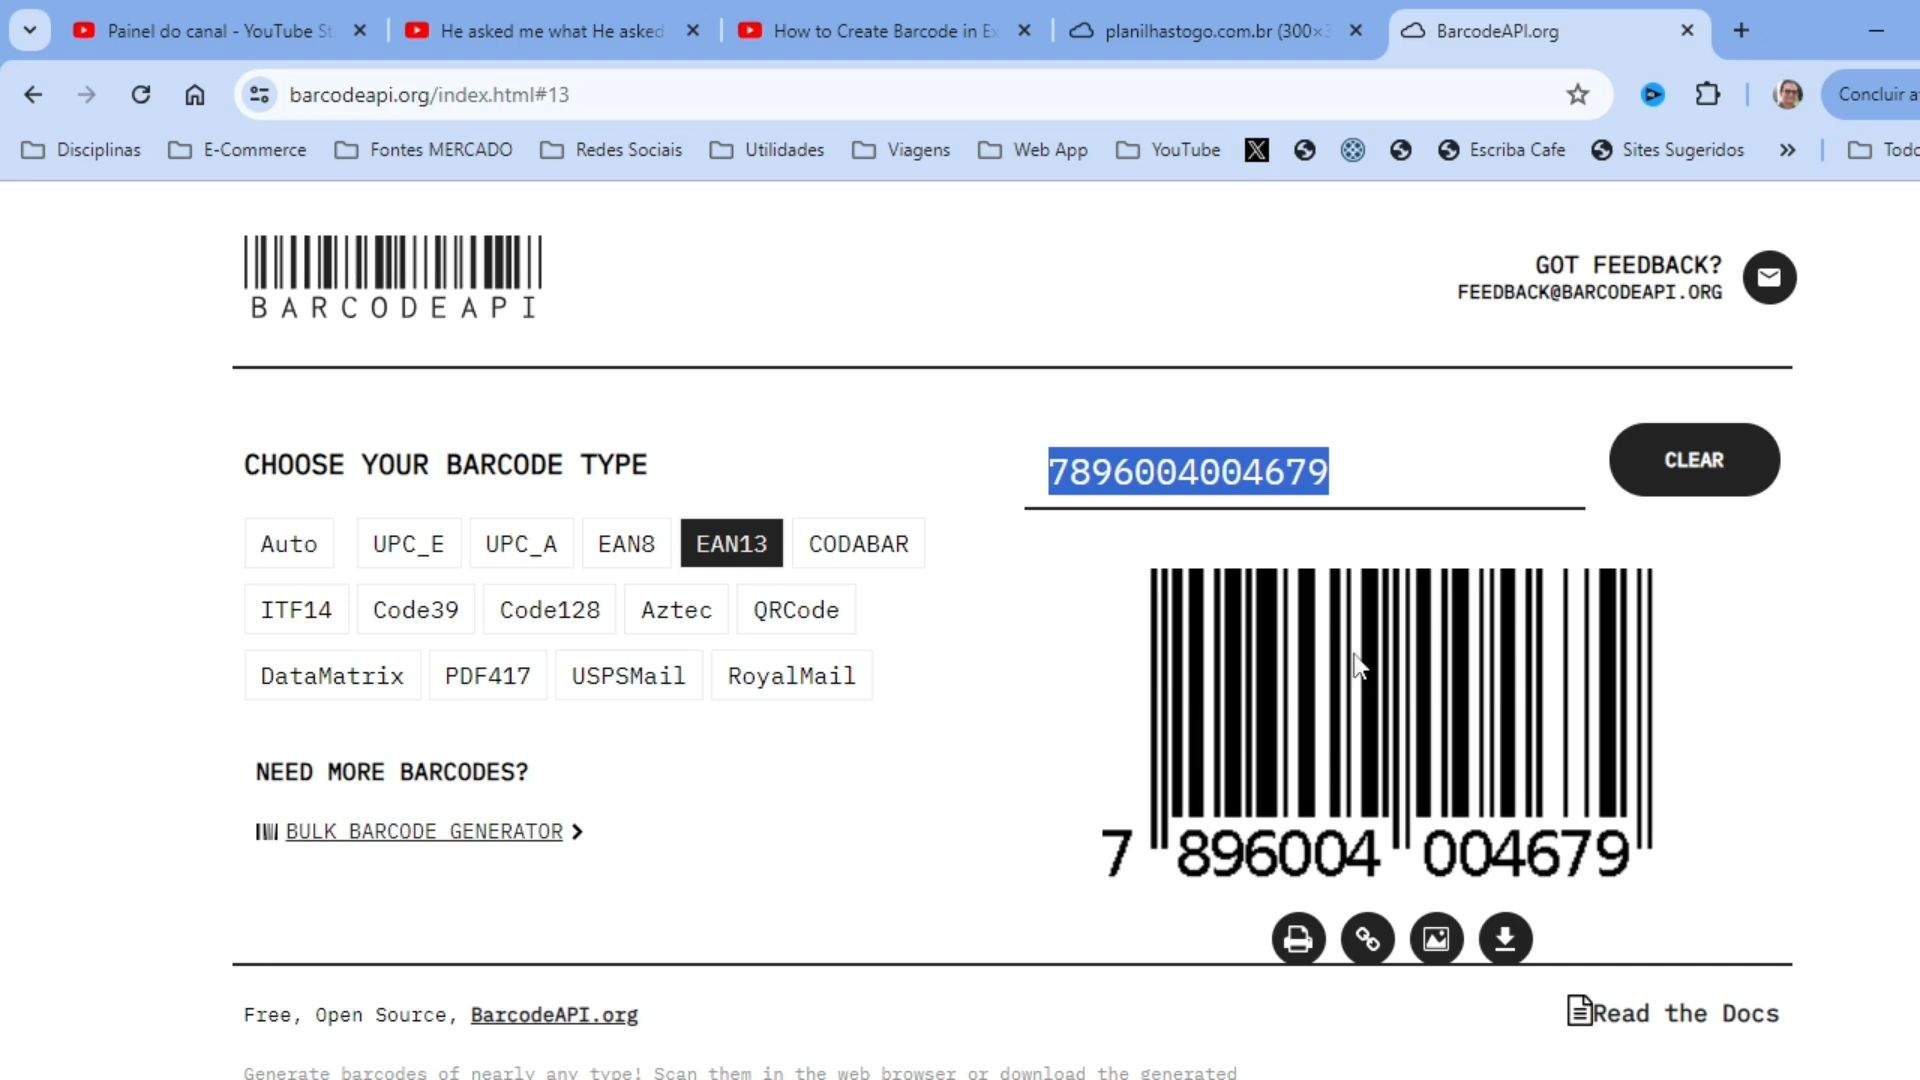 Painel do canal - YouTube St
He asked me what He asked
How to Create Barcode in Ex
planilhastogo.com.br (300×3
BarcodeAPI.org
barcodeapi.org/index.html#13
Concluir a
Disciplinas
E-Commerce
Fontes MERCADO
Redes Sociais
Utilidades
Viagens
Web App
YouTube
Escriba Cafe
Sites Sugeridos
Todo
BARCODEAPI
GOT FEEDBACK?
FEEDBACK@BARCODEAPI.ORG
CHOOSE YOUR BARCODE TYPE
7896004004679
CLEAR
Auto UPC_E UPC_A EAN8 EAN13 CODABAR
ITF14 Code39 Code128 Aztec QRCode
DataMatrix PDF417 USPSMail RoyalMail
NEED MORE BARCODES?
BULK BARCODE GENERATOR
7 896004 004679
Free, Open Source, BarcodeAPI.org
Read the Docs
Generate barcodes of nearly any type! Scan them in the web browser or download the generated